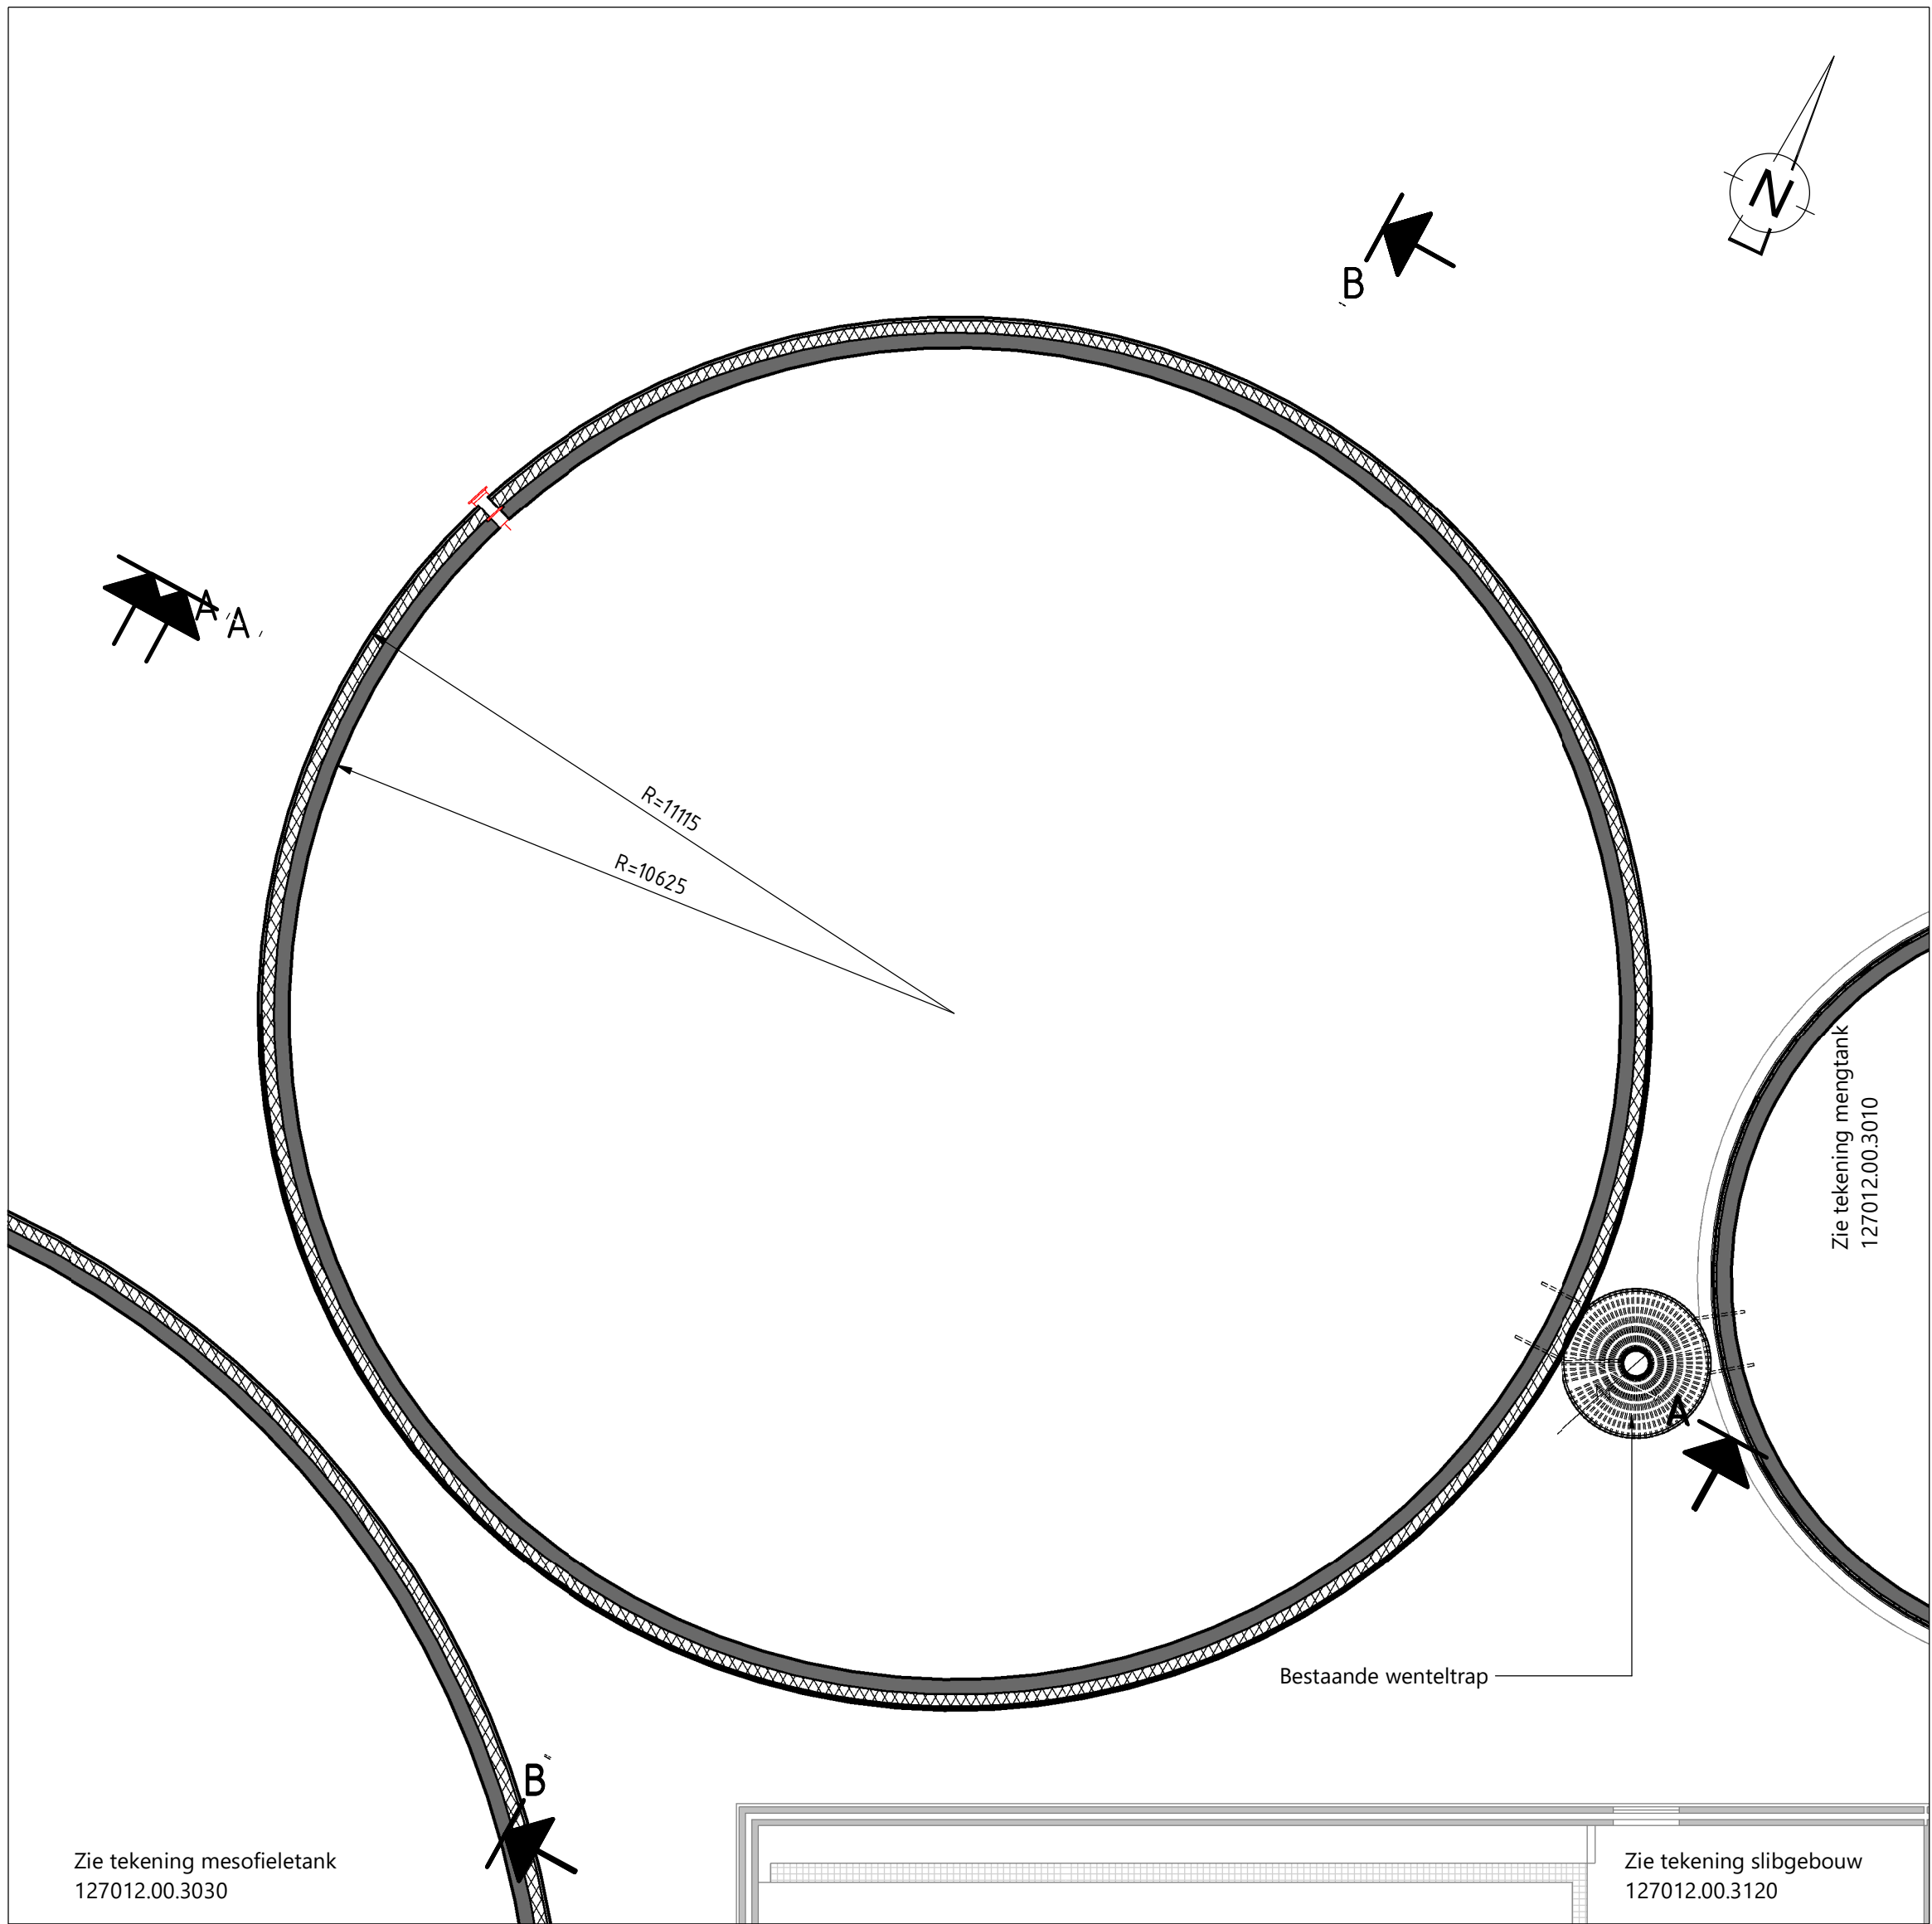 N
B
A
A
R=11115
R=10625
Zie tekening mengtank
127012.00.3010
A
Bestaande wenteltrap
B
Zie tekening mesofieletank
127012.00.3030
Zie tekening slibgebouw
127012.00.3120